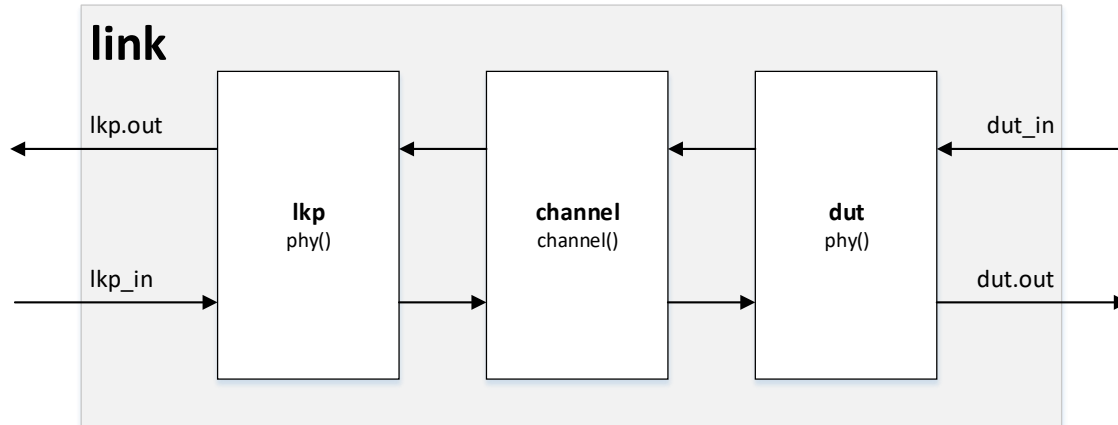 link
lkp.out
dut_in
lkp
phy()
channel
channel()
dut
phy()
lkp_in
dut.out